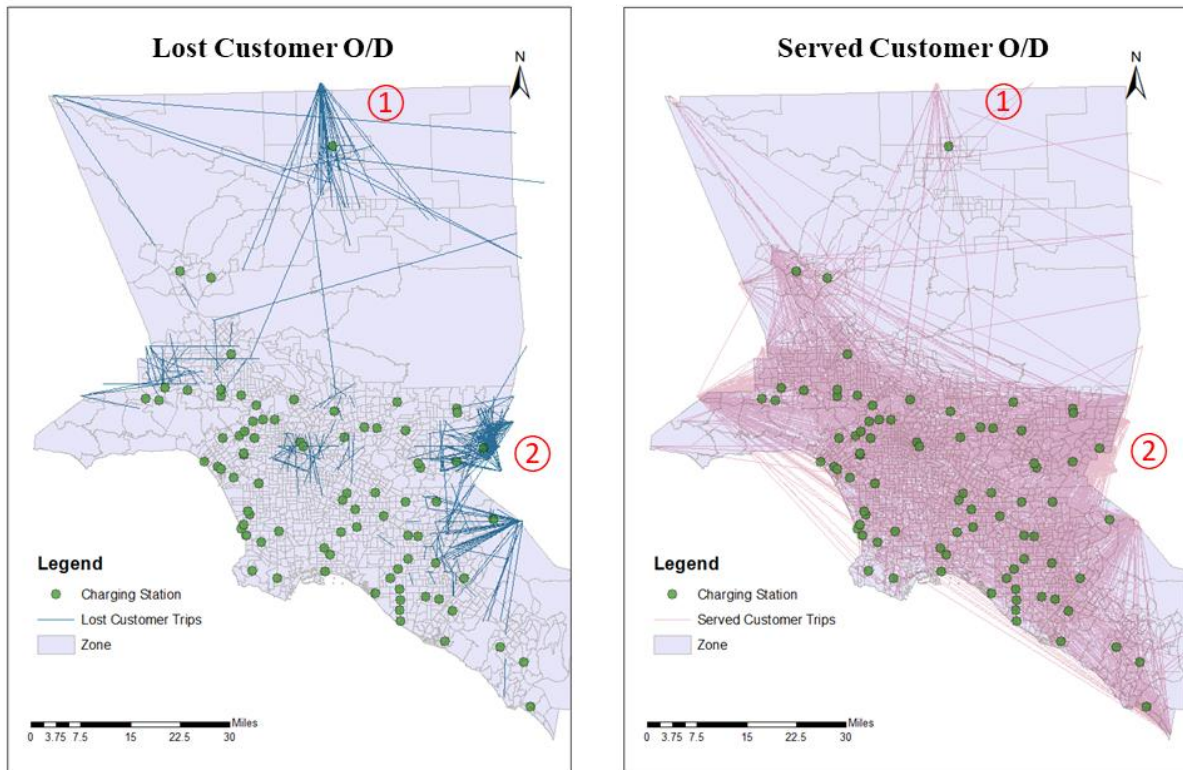 Lost Customer O/D
N
①
②
Legend
Charging Station
Lost Customer Trips
Zone
Miles
0 3.75 7.5 15 22.5 30
Served Customer O/D
N
①
②
Legend
Charging Station
Served Customer Trips
Zone
Miles
0 3.75 7.5 15 22.5 30